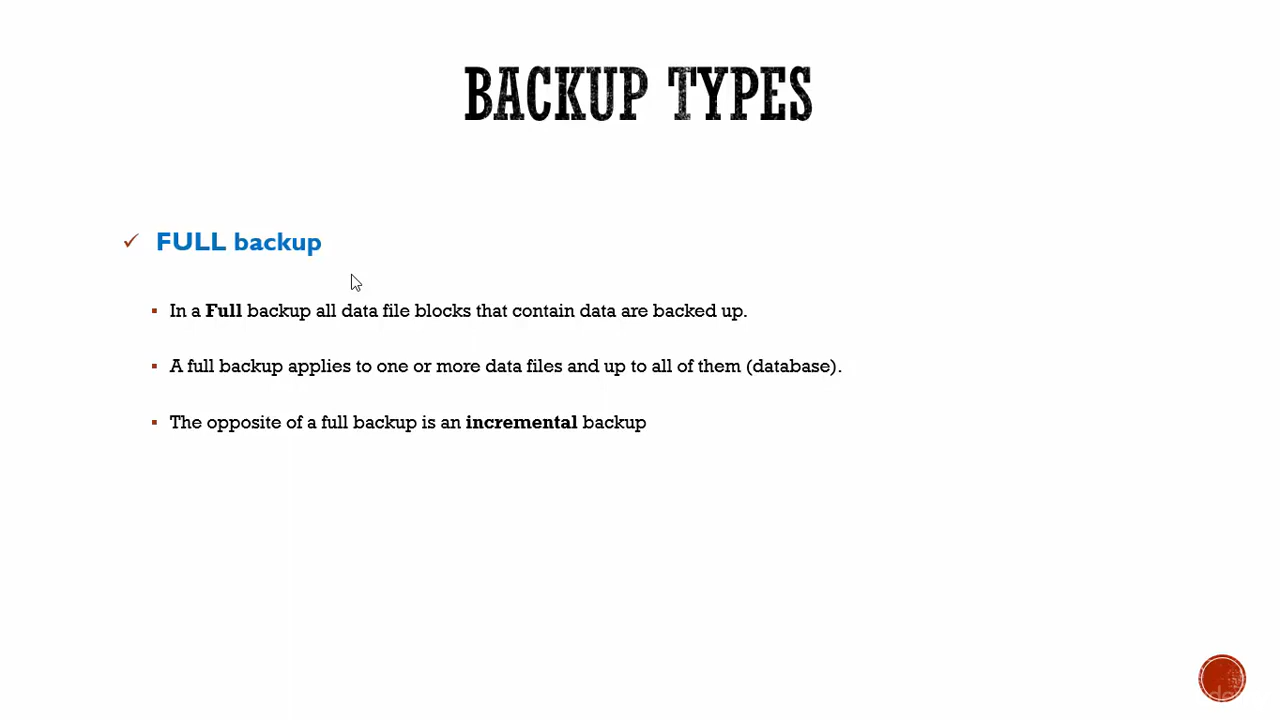 BACKUP TYPES
FULL backup
In a Full backup all data file blocks that contain data are backed up.
A full backup applies to one or more data files and up to all of them (database).
The opposite of a full backup is an incremental backup